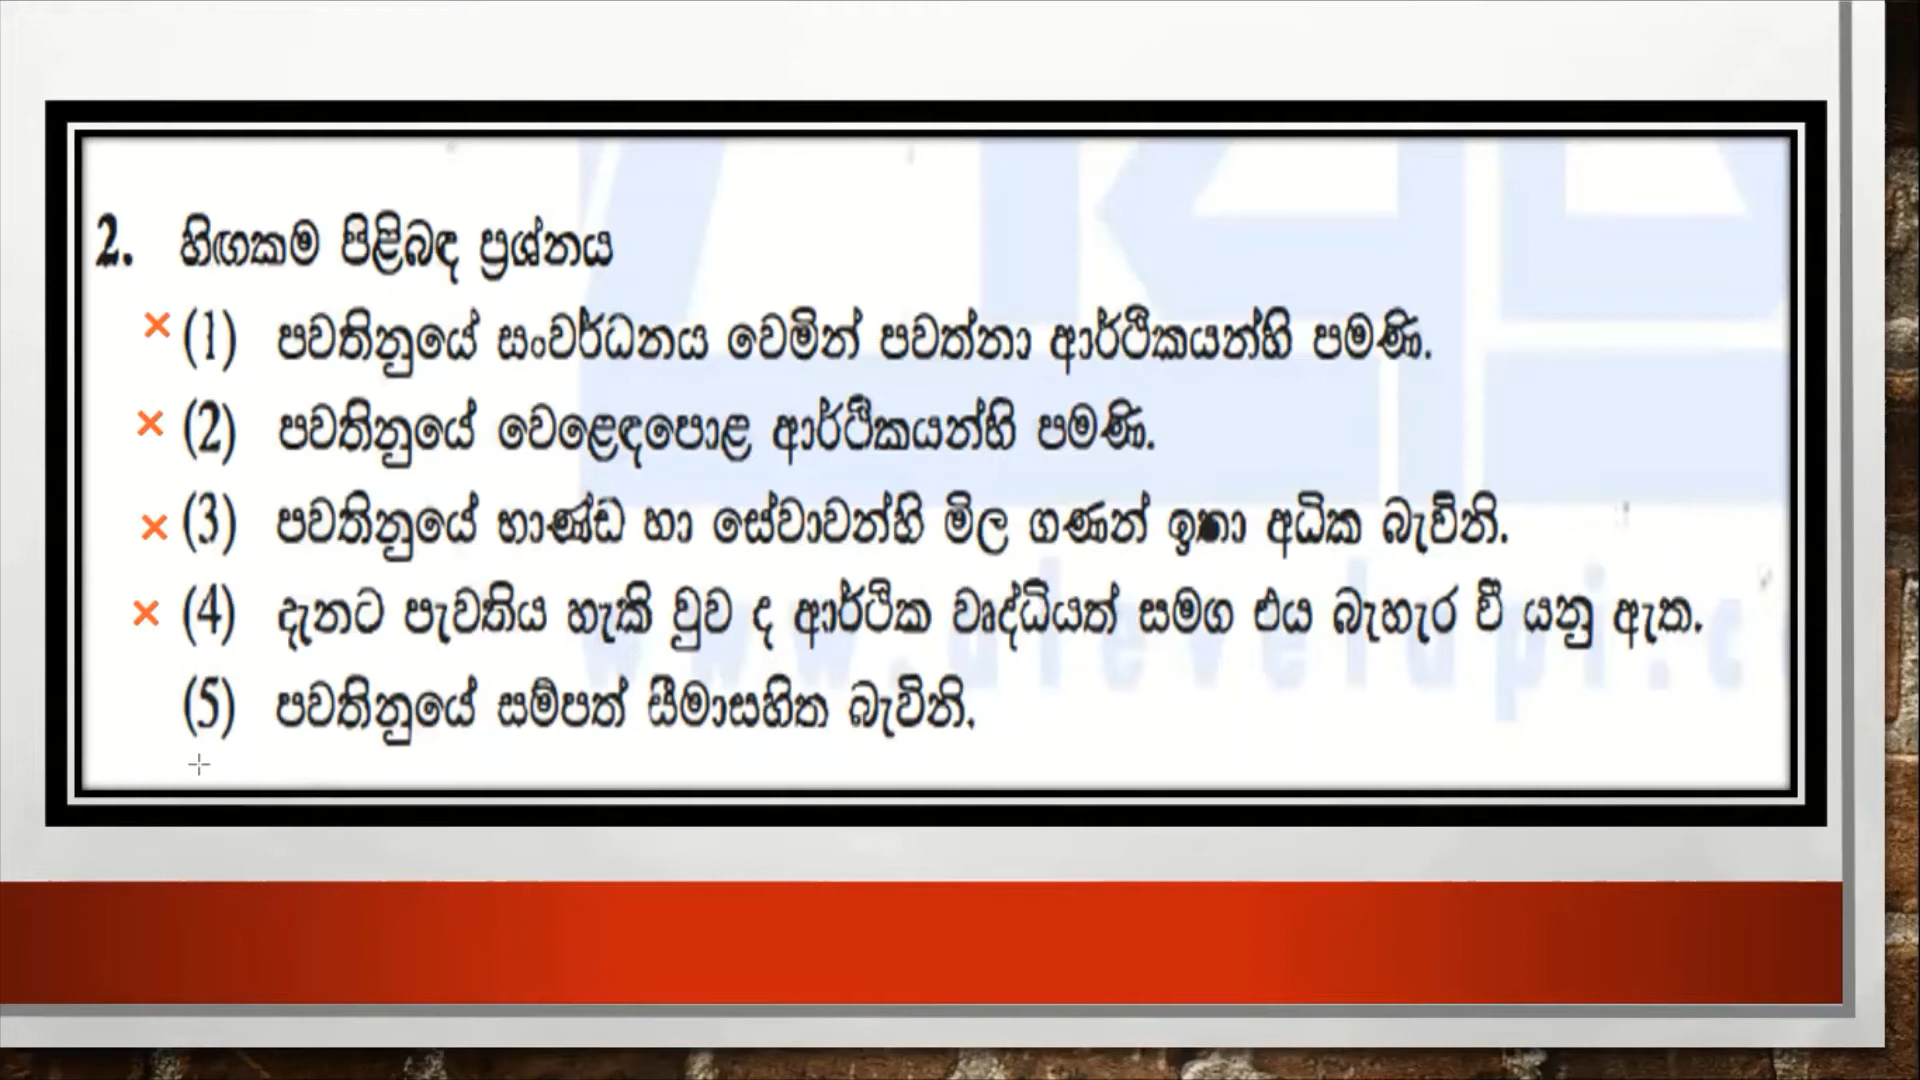 2. හිඟකම පිළිබඳ ප්‍රශ්නය
× (1) පවතිනුයේ සංවර්ධනය වෙමින් පවත්නා ආර්ථිකයන්හි පමණි.
× (2) පවතිනුයේ වෙළෙඳපොළ ආර්ථිකයන්හි පමණි.
× (3) පවතිනුයේ භාණ්ඩ හා සේවාවන්හි මිල ගණන් ඉතා අධික බැවිනි.
× (4) දැනට පැවතිය හැකි වුව ද ආර්ථික වෘද්ධියත් සමග එය බැහැර වී යනු ඇත.
(5) පවතිනුයේ සම්පත් සීමාසහිත බැවිනි.